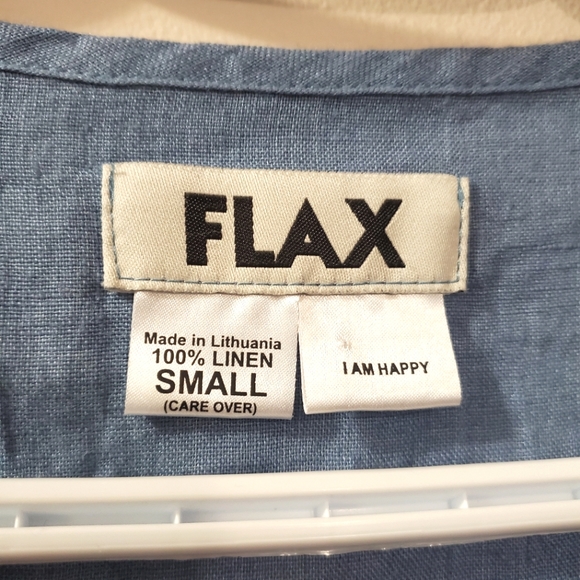 FLAX
Made in Lithuania
100% LINEN
SMALL
(CARE OVER)
I AM HAPPY